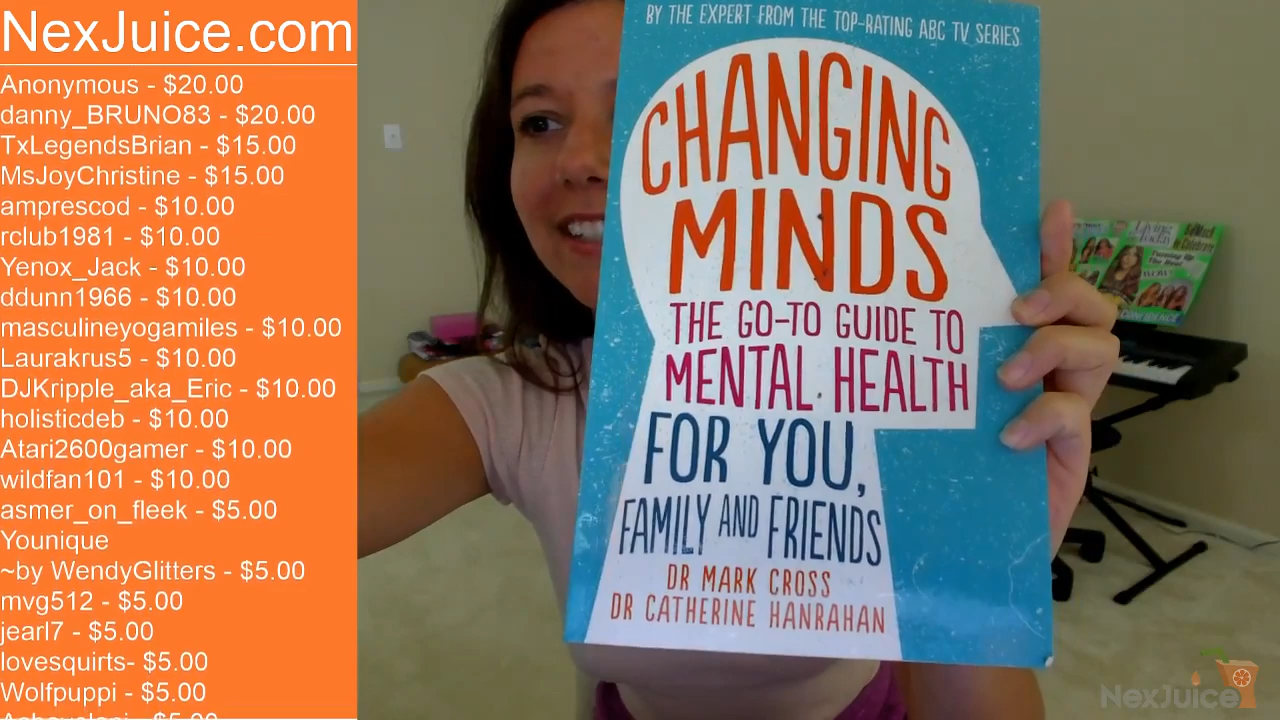 NexJuice.com
Anonymous - $20.00
danny_BRUNO83 - $20.00
TxLegendsBrian - $15.00
MsJoyChristine - $15.00
amprescod - $10.00
rclub1981 - $10.00
Yenox_Jack - $10.00
ddunn1966 - $10.00
masculineyogamiles - $10.00
Laurakrus5 - $10.00
DJKripple_aka_Eric - $10.00
holisticdeb - $10.00
Atari2600gamer - $10.00
wildfan101 - $10.00
asmer_on_fleek - $5.00
Younique
~by WendyGlitters - $5.00
mvg512 - $5.00
jearl7 - $5.00
lovesquirts- $5.00
Wolfpuppi - $5.00
BY THE EXPERT FROM THE TOP-RATING ABC TV SERIES
CHANGING
MINDS
THE GO-TO GUIDE TO
MENTAL HEALTH
FOR YOU,
FAMILY AND FRIENDS
DR MARK CROSS
DR CATHERINE HANRAHAN
NexJuice